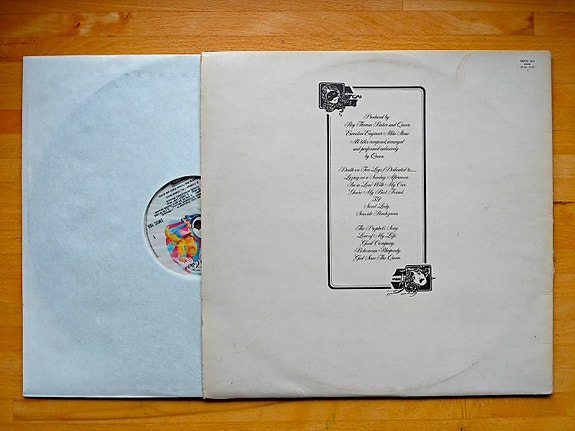 Produced by
Roy Thomas Baker and Queen
Executive Engineer Mike Stone
All titles composed, arranged
and performed exclusively
by Queen
Death on Two Legs (Dedicated to......
Lazing on a Sunday Afternoon.
I'm in Love With My Car.
You're My Best Friend.
'39
Sweet Lady.
Seaside Rendezvous.
The Prophets Song.
Love of My Life.
Good Company.
Bohemian Rhapsody.
God Save The Queen.